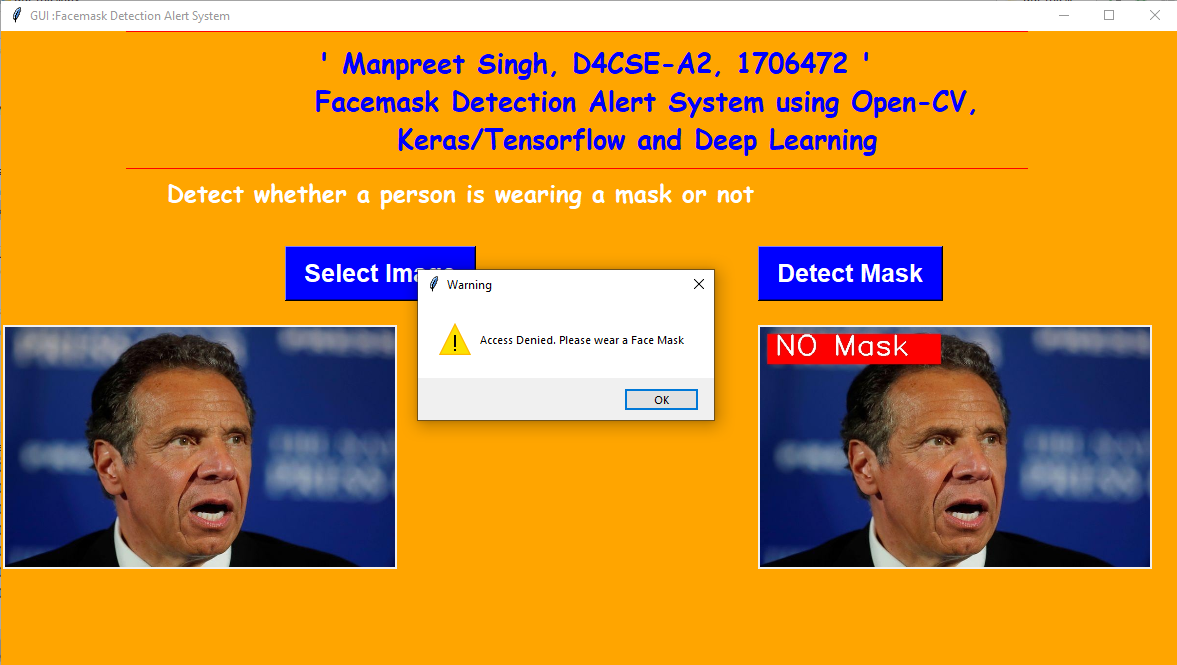 GUI :Facemask Detection Alert System
' Manpreet Singh, D4CSE-A2, 1706472 '
Facemask Detection Alert System using Open-CV,
Keras/Tensorflow and Deep Learning
Detect whether a person is wearing a mask or not
Select Image
Detect Mask
Warning
Access Denied. Please wear a Face Mask
OK
NO Mask
PRESS